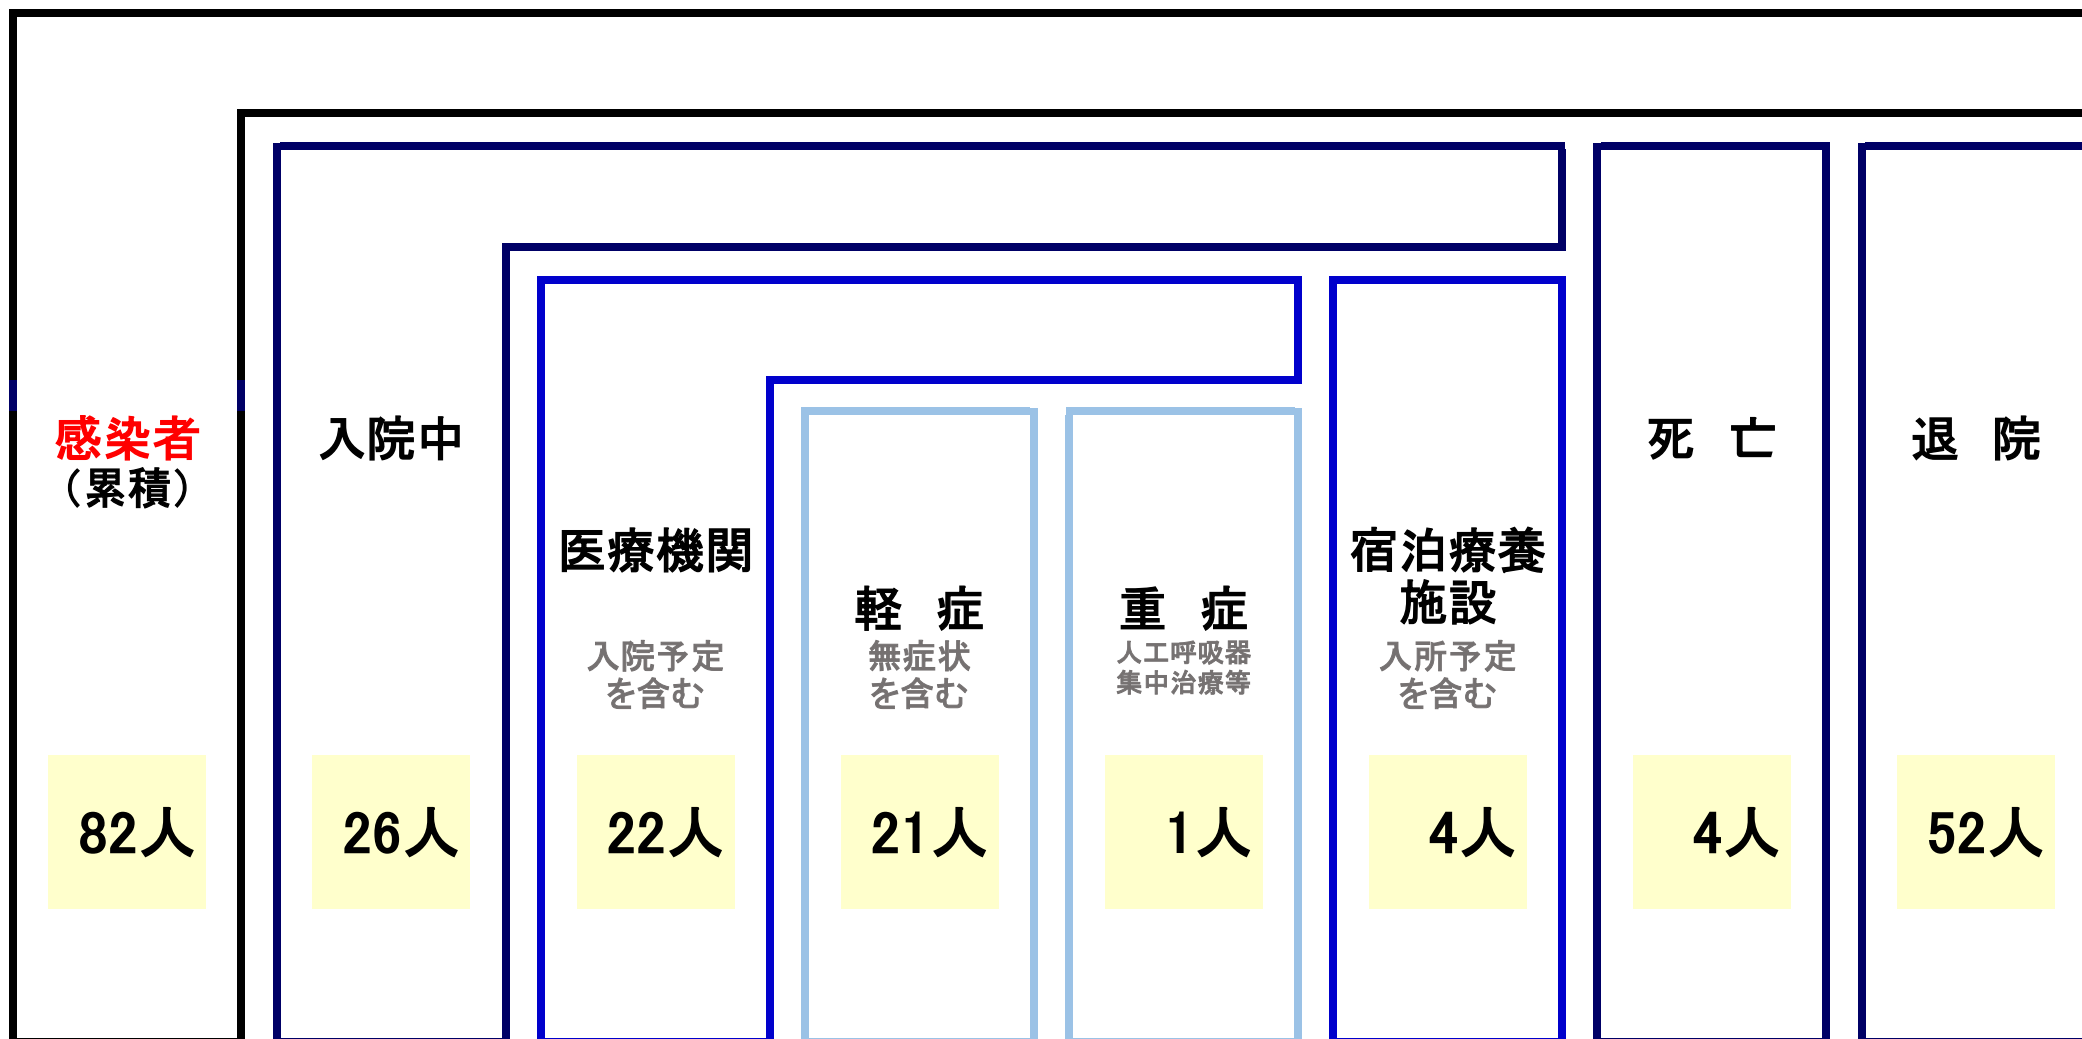 感染者
（累積）
82人
入院中
26人
医療機関
入院予定
を含む
22人
軽　症
無症状
を含む
21人
重　症
人工呼吸器
集中治療等
1人
宿泊療養
施設
入所予定
を含む
4人
死　亡
4人
退　院
52人